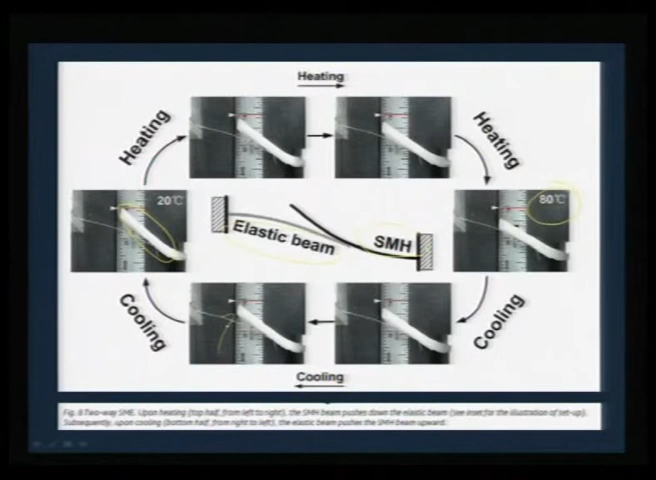 Heating
Heating
Heating
20℃
80℃
Elastic beam
SMH
Cooling
Cooling
Cooling
Fig. 8 Two-way SME. Upon heating (top half, from left to right), the SMH beam pushes down the elastic beam (see inset for the illustration of set-up).
Subsequently, upon cooling (bottom half, from right to left), the elastic beam pushes the SMH beam upward.